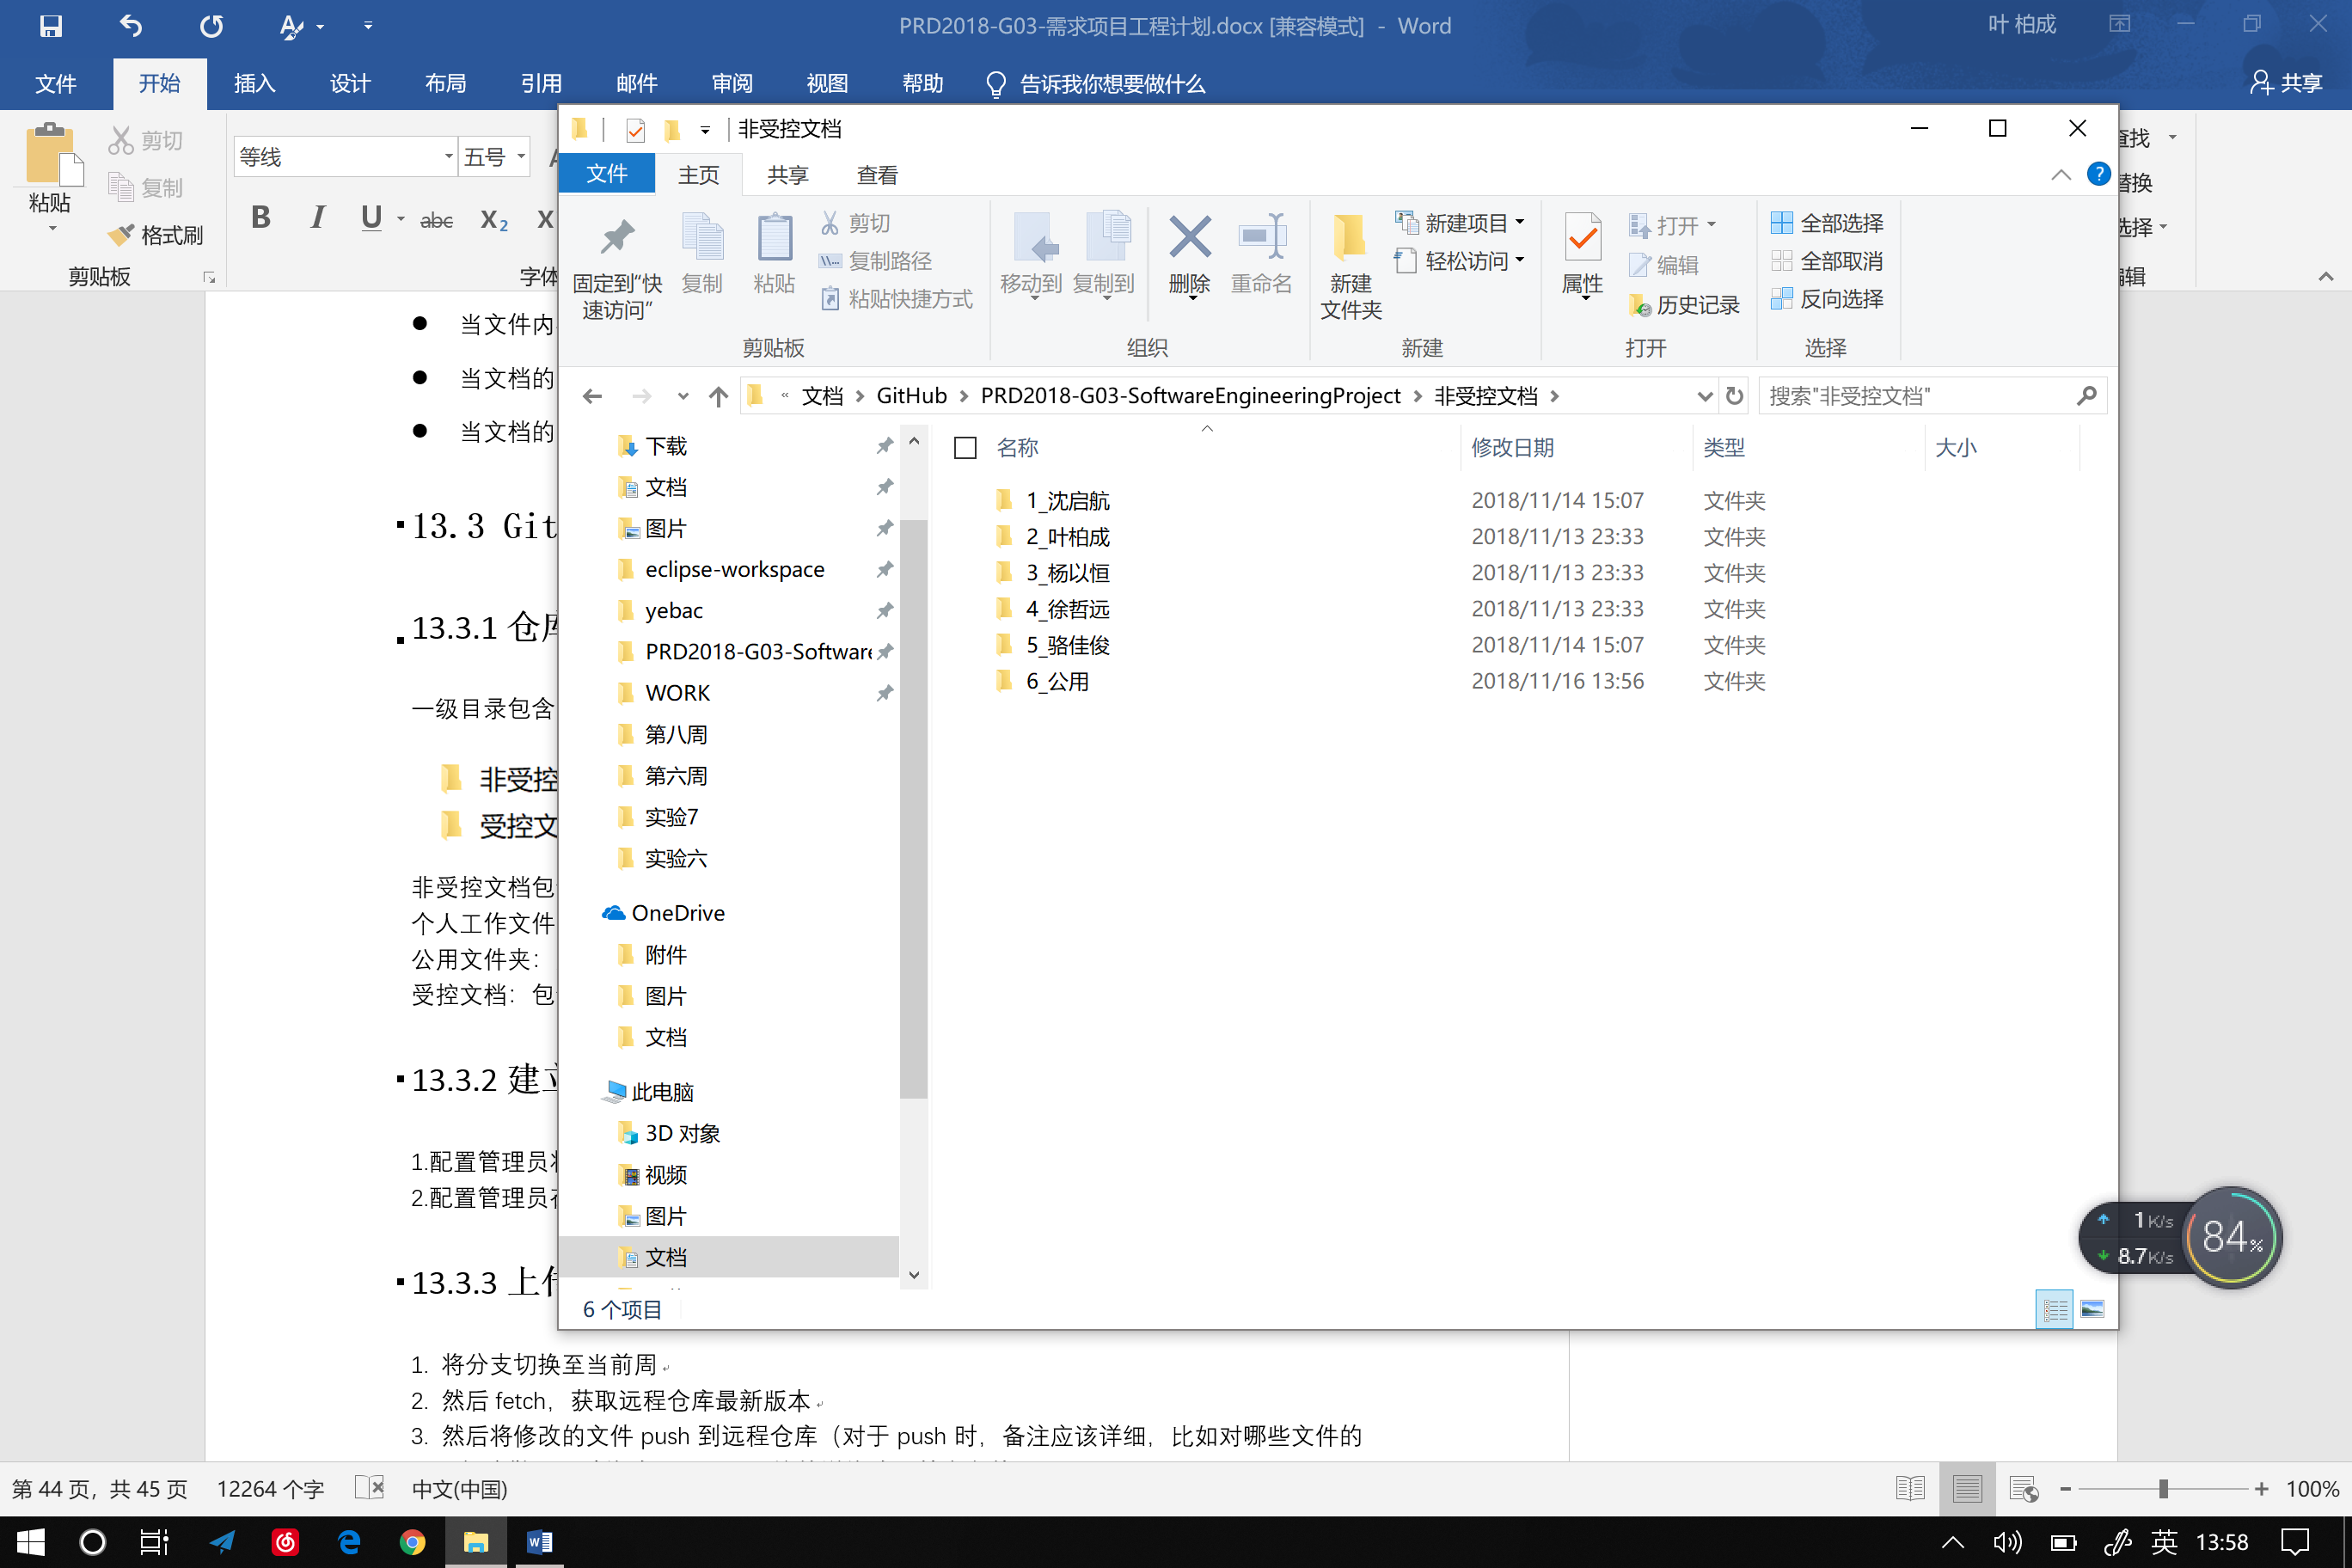 PRD2018-G03-需求项目工程计划.docx [兼容模式] - Word
叶 柏成
文件 开始 插入 设计 布局 引用 邮件 审阅 视图 帮助 告诉我你想要做什么
共享
粘贴
剪切
复制
格式刷
剪贴板
等线 五号
B I U abc X₂ X
字体
查找
替换
选择
编辑
当文件内
当文档的
当文档的
13.3 Git
13.3.1 仓库
一级目录包含
非受控
受控文
非受控文档包
个人工作文件
公用文件夹：
受控文档：包
13.3.2 建立
1.配置管理员将
2.配置管理员在
13.3.3 上传
1. 将分支切换至当前周
2. 然后 fetch，获取远程仓库最新版本
3. 然后将修改的文件 push 到远程仓库（对于 push 时，备注应该详细，比如对哪些文件的
非受控文档
文件 主页 共享 查看
固定到“快速访问”
复制
粘贴
剪切
复制路径
粘贴快捷方式
剪贴板
移动到
复制到
删除
重命名
组织
新建文件夹
新建项目
轻松访问
新建
属性
打开
编辑
历史记录
打开
全部选择
全部取消
反向选择
选择
« 文档 GitHub PRD2018-G03-SoftwareEngineeringProject 非受控文档
搜索"非受控文档"
下载
文档
图片
eclipse-workspace
yebac
PRD2018-G03-Software
WORK
第八周
第六周
实验7
实验六
OneDrive
附件
图片
文档
此电脑
3D 对象
视频
图片
文档
名称 修改日期 类型 大小
1_沈启航 2018/11/14 15:07 文件夹
2_叶柏成 2018/11/13 23:33 文件夹
3_杨以恒 2018/11/13 23:33 文件夹
4_徐哲远 2018/11/13 23:33 文件夹
5_骆佳俊 2018/11/14 15:07 文件夹
6_公用 2018/11/16 13:56 文件夹
6 个项目
1K/s
8.7K/s
84%
第 44 页，共 45 页 12264 个字 中文(中国)
100%
英 13:58